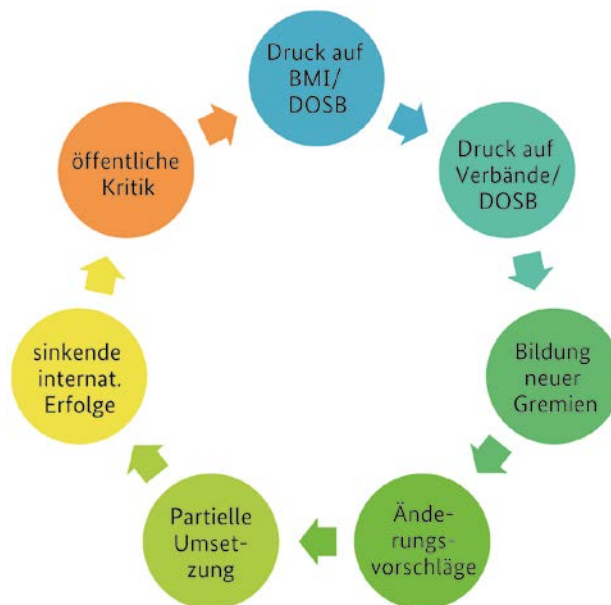 Druck auf
BMI/
DOSB
Druck auf
Verbände/
DOSB
Bildung
neuer
Gremien
Ände-
rungs-
vorschläge
Partielle
Umset-
zung
sinkende
internat.
Erfolge
öffentliche
Kritik